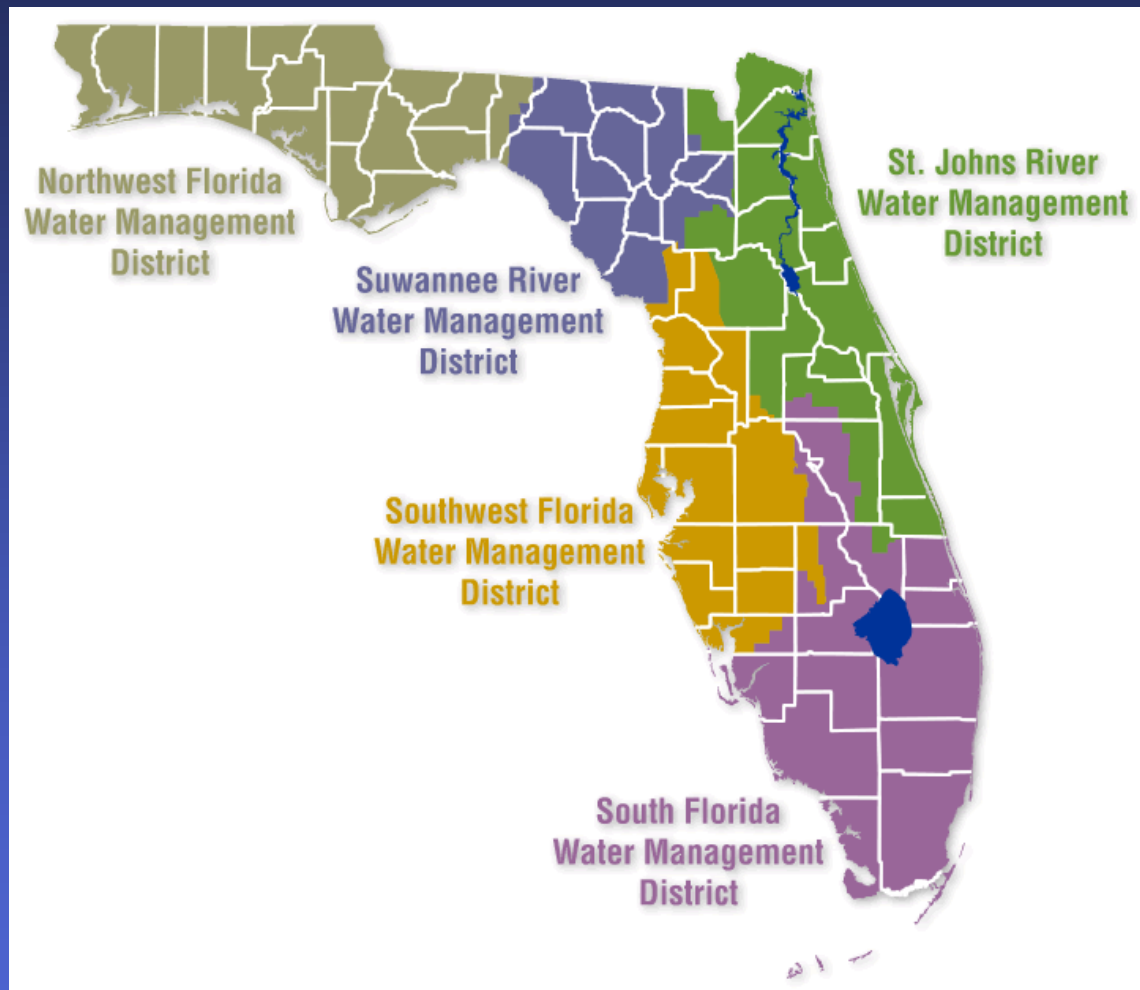 Northwest Florida
Water Management
District
St. Johns River
Water Management
District
Suwannee River
Water Management
District
Southwest Florida
Water Management
District
South Florida
Water Management
District